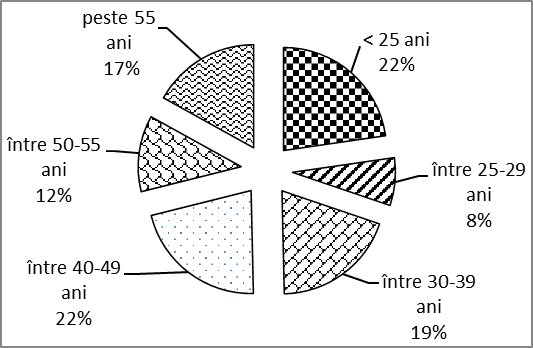 < 25 ani
22%
între 25-29
ani
8%
între 30-39
ani
19%
între 40-49
ani
22%
între 50-55
ani
12%
peste 55
ani
17%